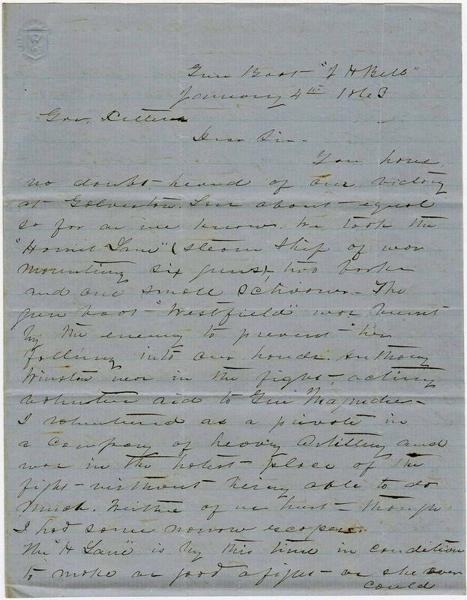 Gun Boat "J H Bell"
January 4th 1863
Gov.
Dear Sir-
You have
no doubt heard of our victory
at Galveston. Loss about equal
so far as we know. We took the
"Harriet Lane" (steam ship of war
mounting six guns), two barks
and one small schooner. The
gun boat "Westfield" was burnt
by the enemy to prevent her
falling into our hands. Anthony
Winston was in the fight, acting
volunteer aid to Gen Magruder-
I volunteered as a private in
a company of heavy Artillery and
was in the hotest place of the
fight- without being able to do
much. Neither of us hurt- though
I had some narrow escapes.
The "H Lane" is by this time in condition
to make as good a fight- as she ever
could